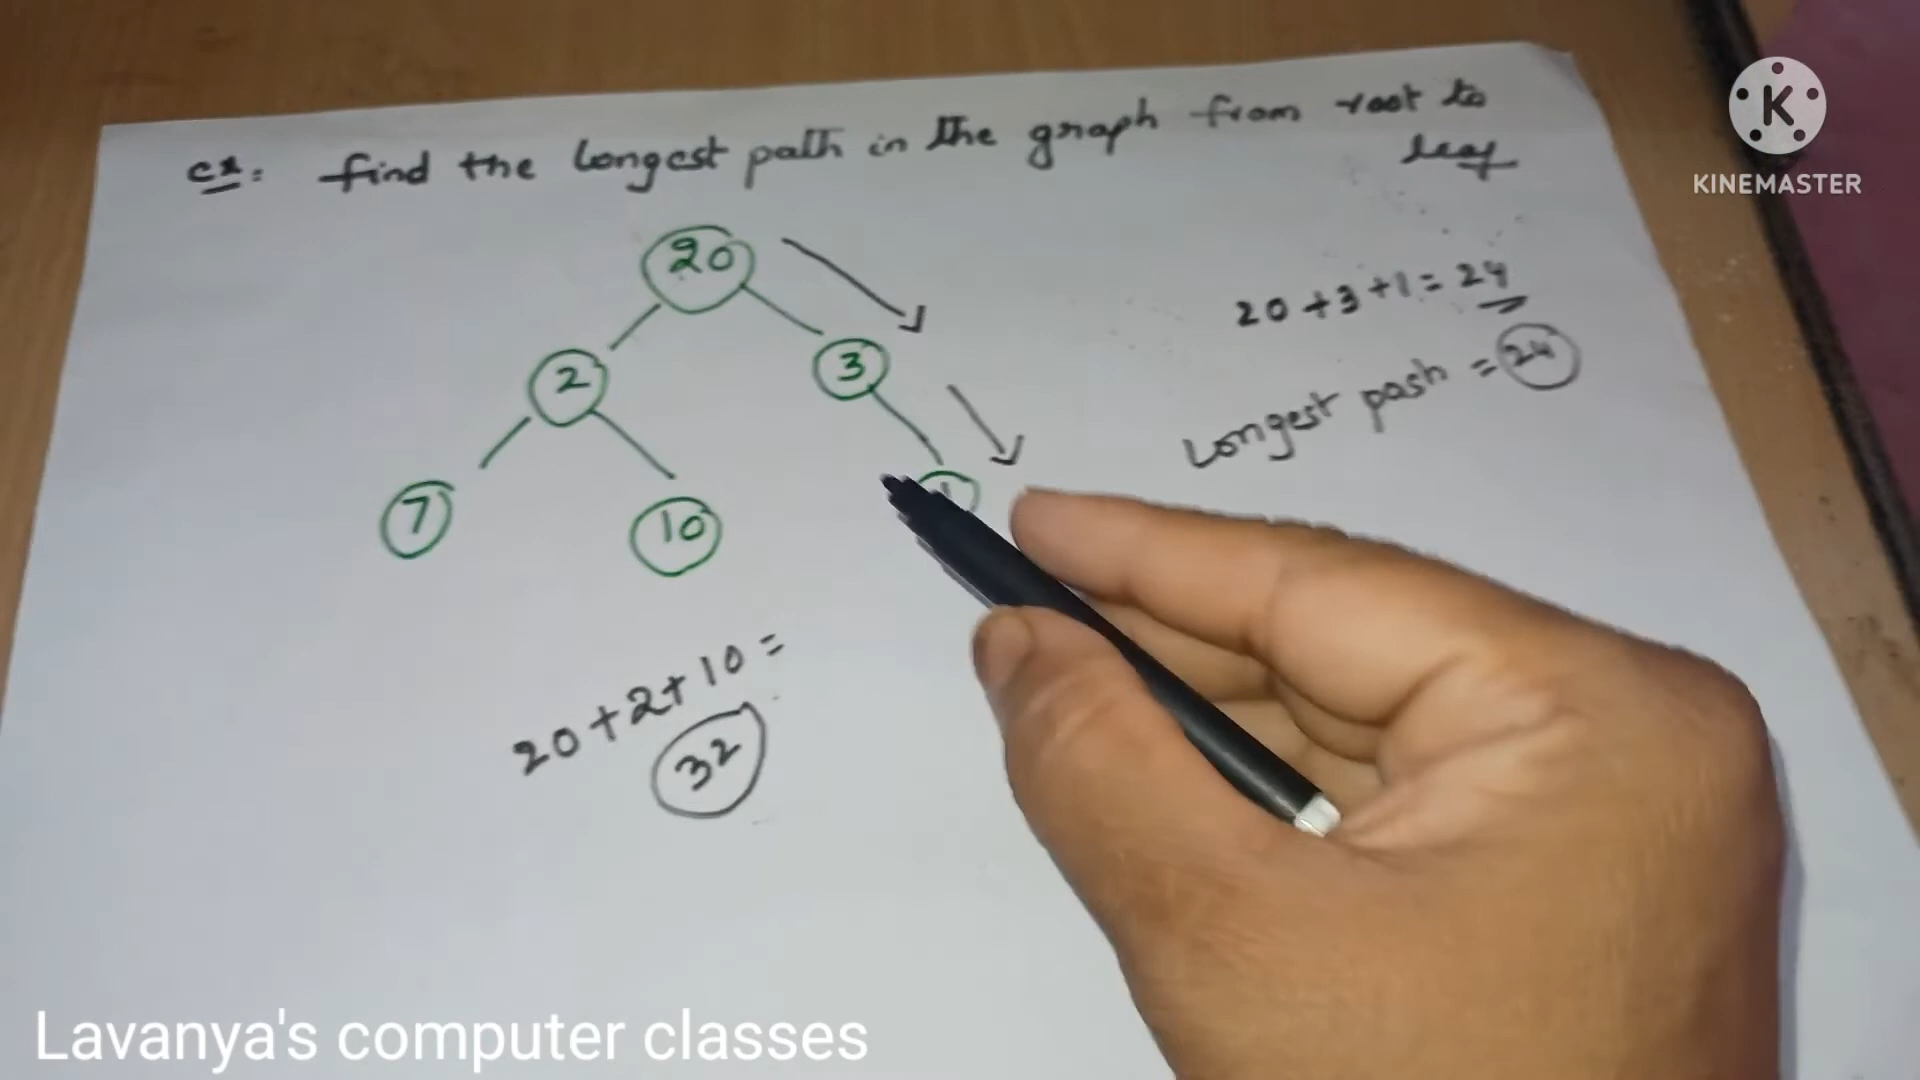 ex: find the longest path in the graph from root to
leaf
K
KINEMASTER
20
20 + 3 + 1 = 24
2
3
Longest path = 24
7
10
1
20 + 2 + 10 =
32
Lavanya's computer classes